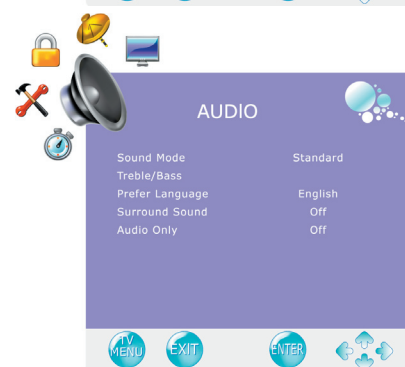 AUDIO
Sound Mode Standard
Treble/Bass
Prefer Language English
Surround Sound Off
Audio Only Off
TV
MENU EXIT ENTER